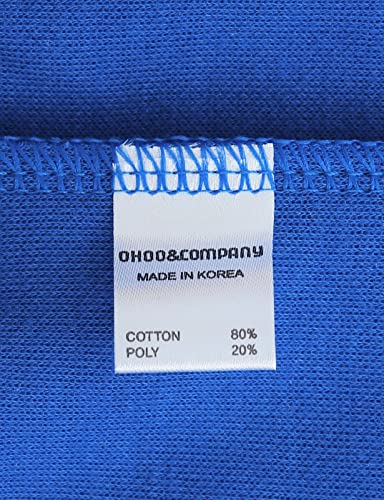 OHOO&COMPANY
MADE IN KOREA
COTTON 80%
POLY 20%